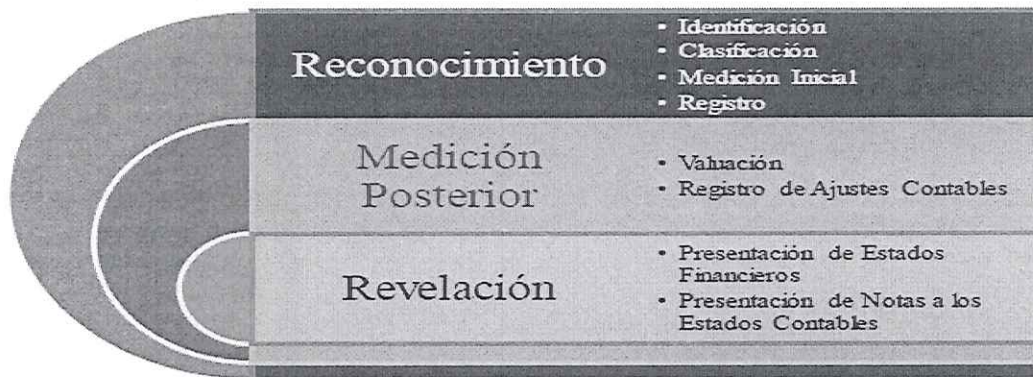 Reconocimiento
• Identificación
• Clasificación
• Medición Inicial
• Registro
Medición
Posterior
• Valuación
• Registro de Ajustes Contables
Revelación
• Presentación de Estados
Financieros
• Presentación de Notas a los
Estados Contables